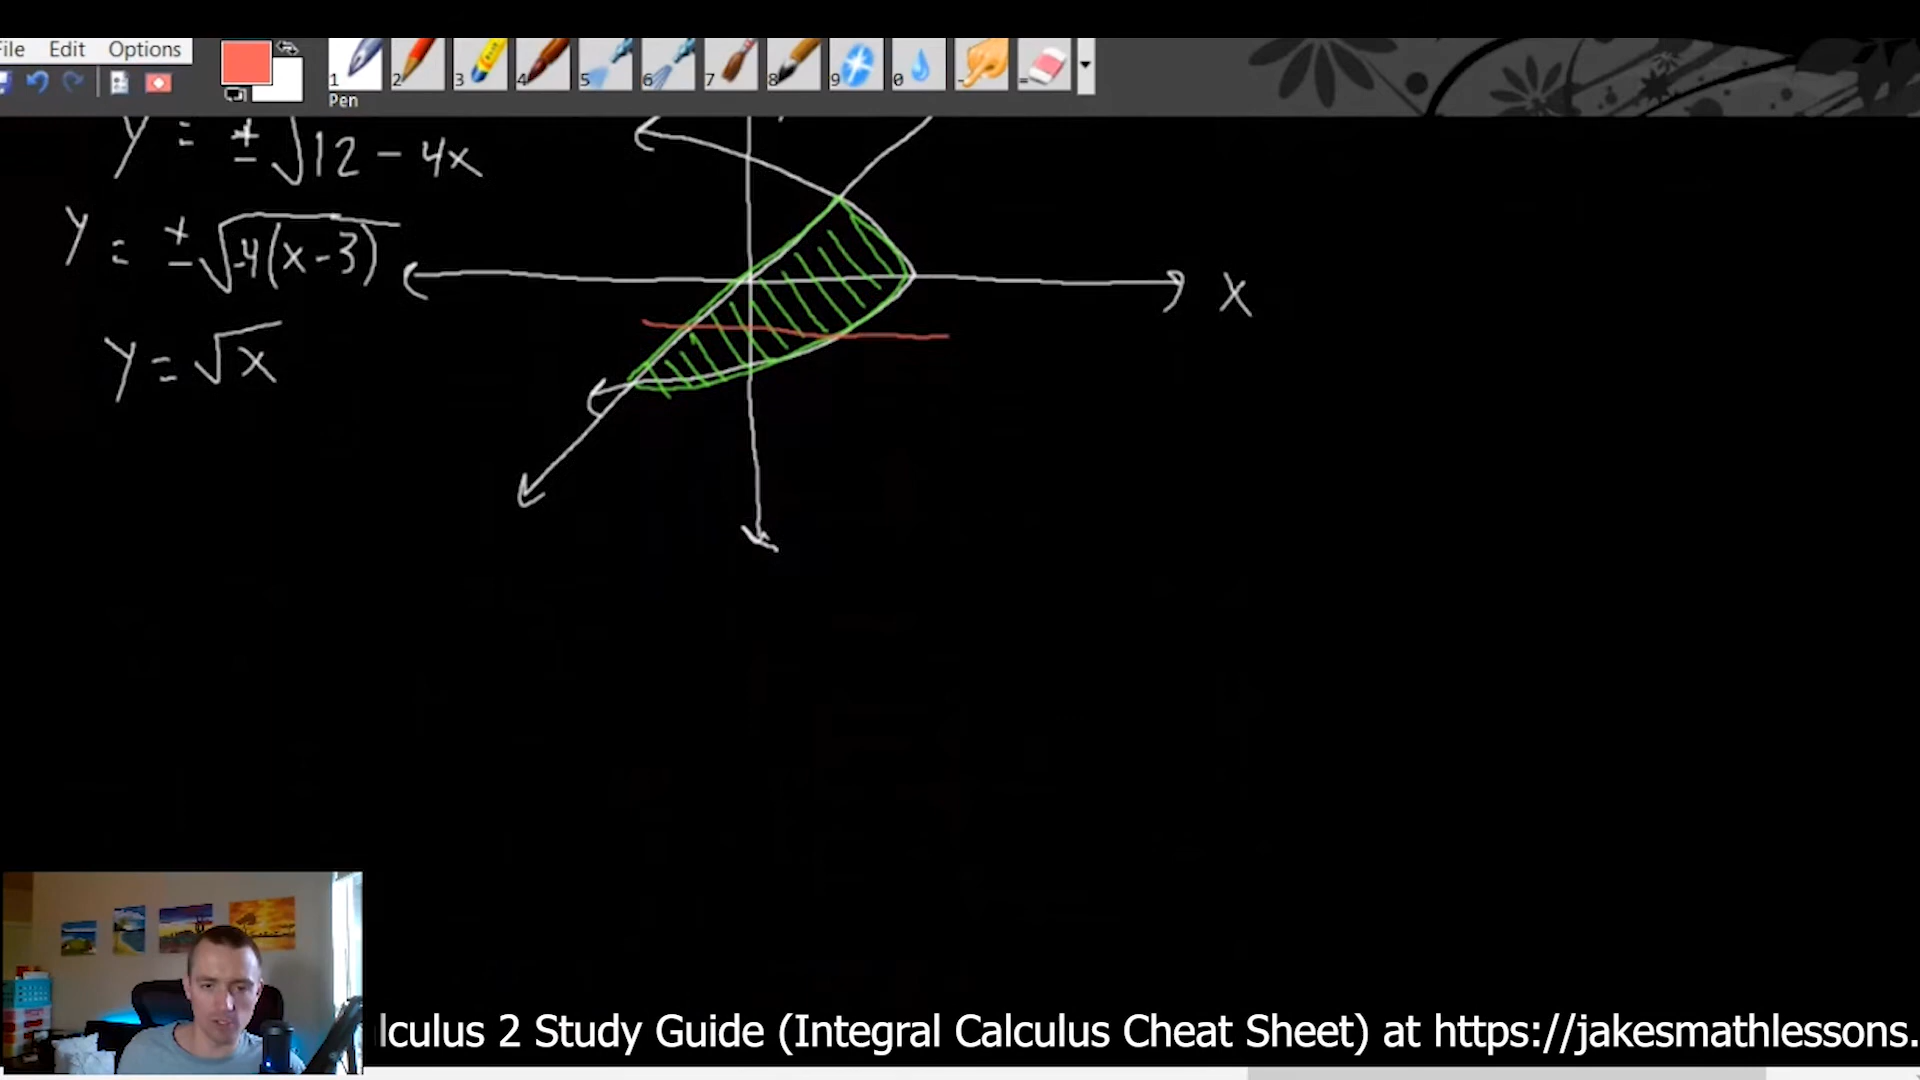 File Edit Options
1 2 3 4 5 6 7 8 9 0 - =
Pen
y = ± √12 - 4x
y = ± √-4(x-3)
x
y = √x
lculus 2 Study Guide (Integral Calculus Cheat Sheet) at https://jakesmathlessons.